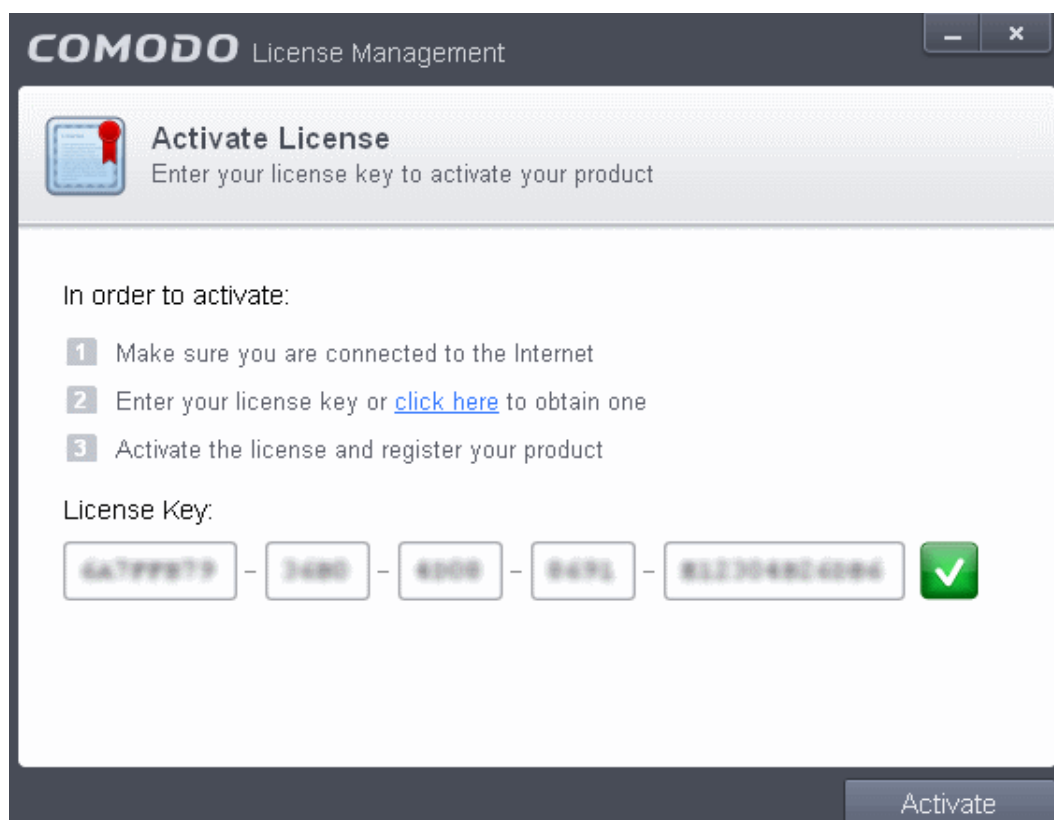 COMODO License Management
Activate License
Enter your license key to activate your product
In order to activate:
1 Make sure you are connected to the Internet
2 Enter your license key or click here to obtain one
3 Activate the license and register your product
License Key:
- - - -
Activate